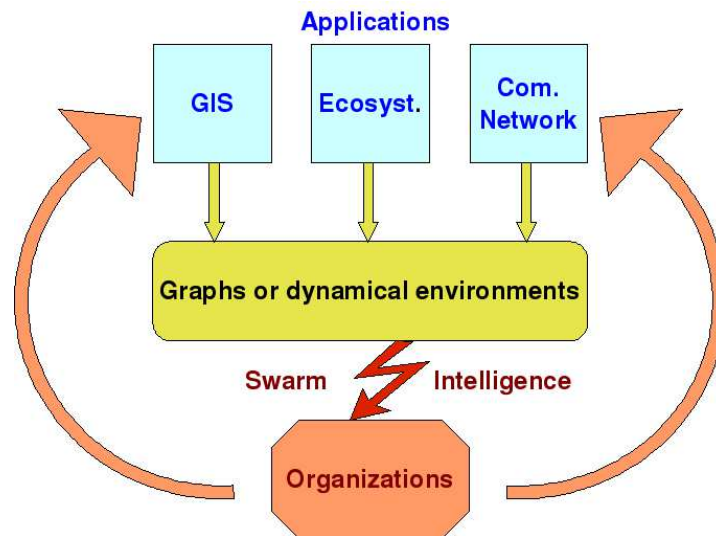 Applications
GIS
Ecosyst.
Com.
Network
Graphs or dynamical environments
Swarm Intelligence
Organizations